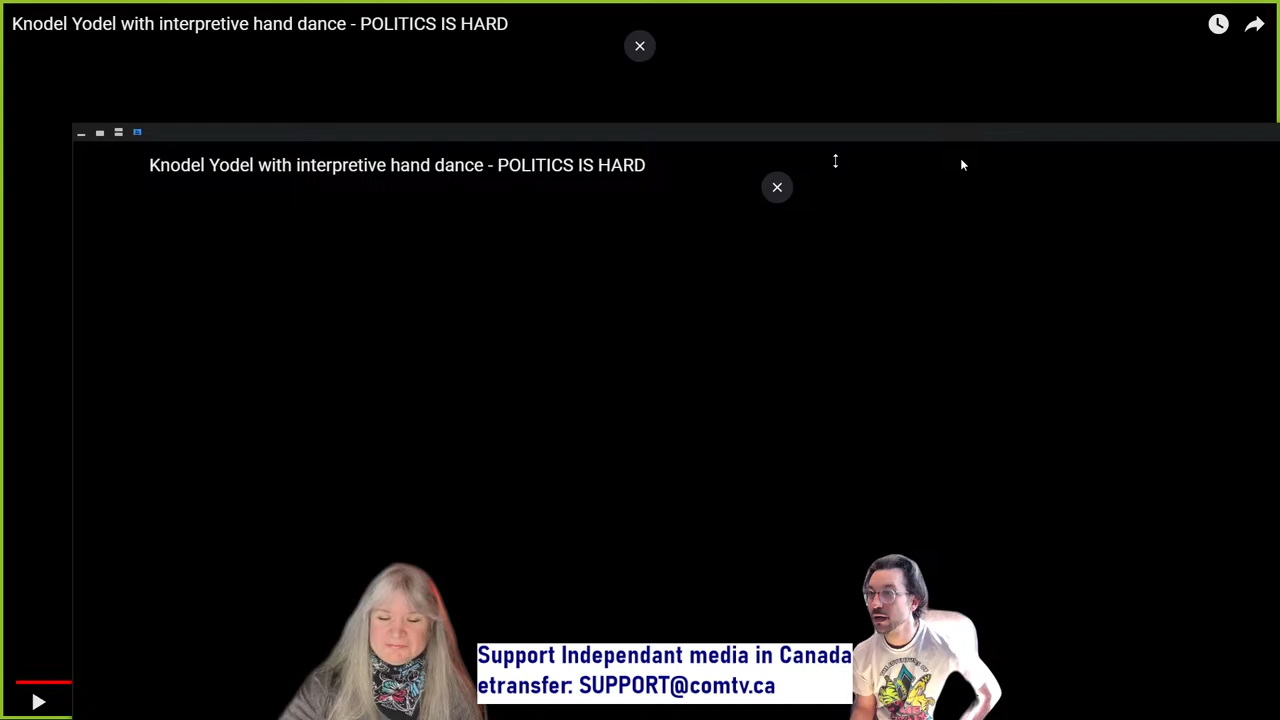 Knodel Yodel with interpretive hand dance - POLITICS IS HARD
Knodel Yodel with interpretive hand dance - POLITICS IS HARD
Support Independant media in Canada
etransfer: SUPPORT@comtv.ca